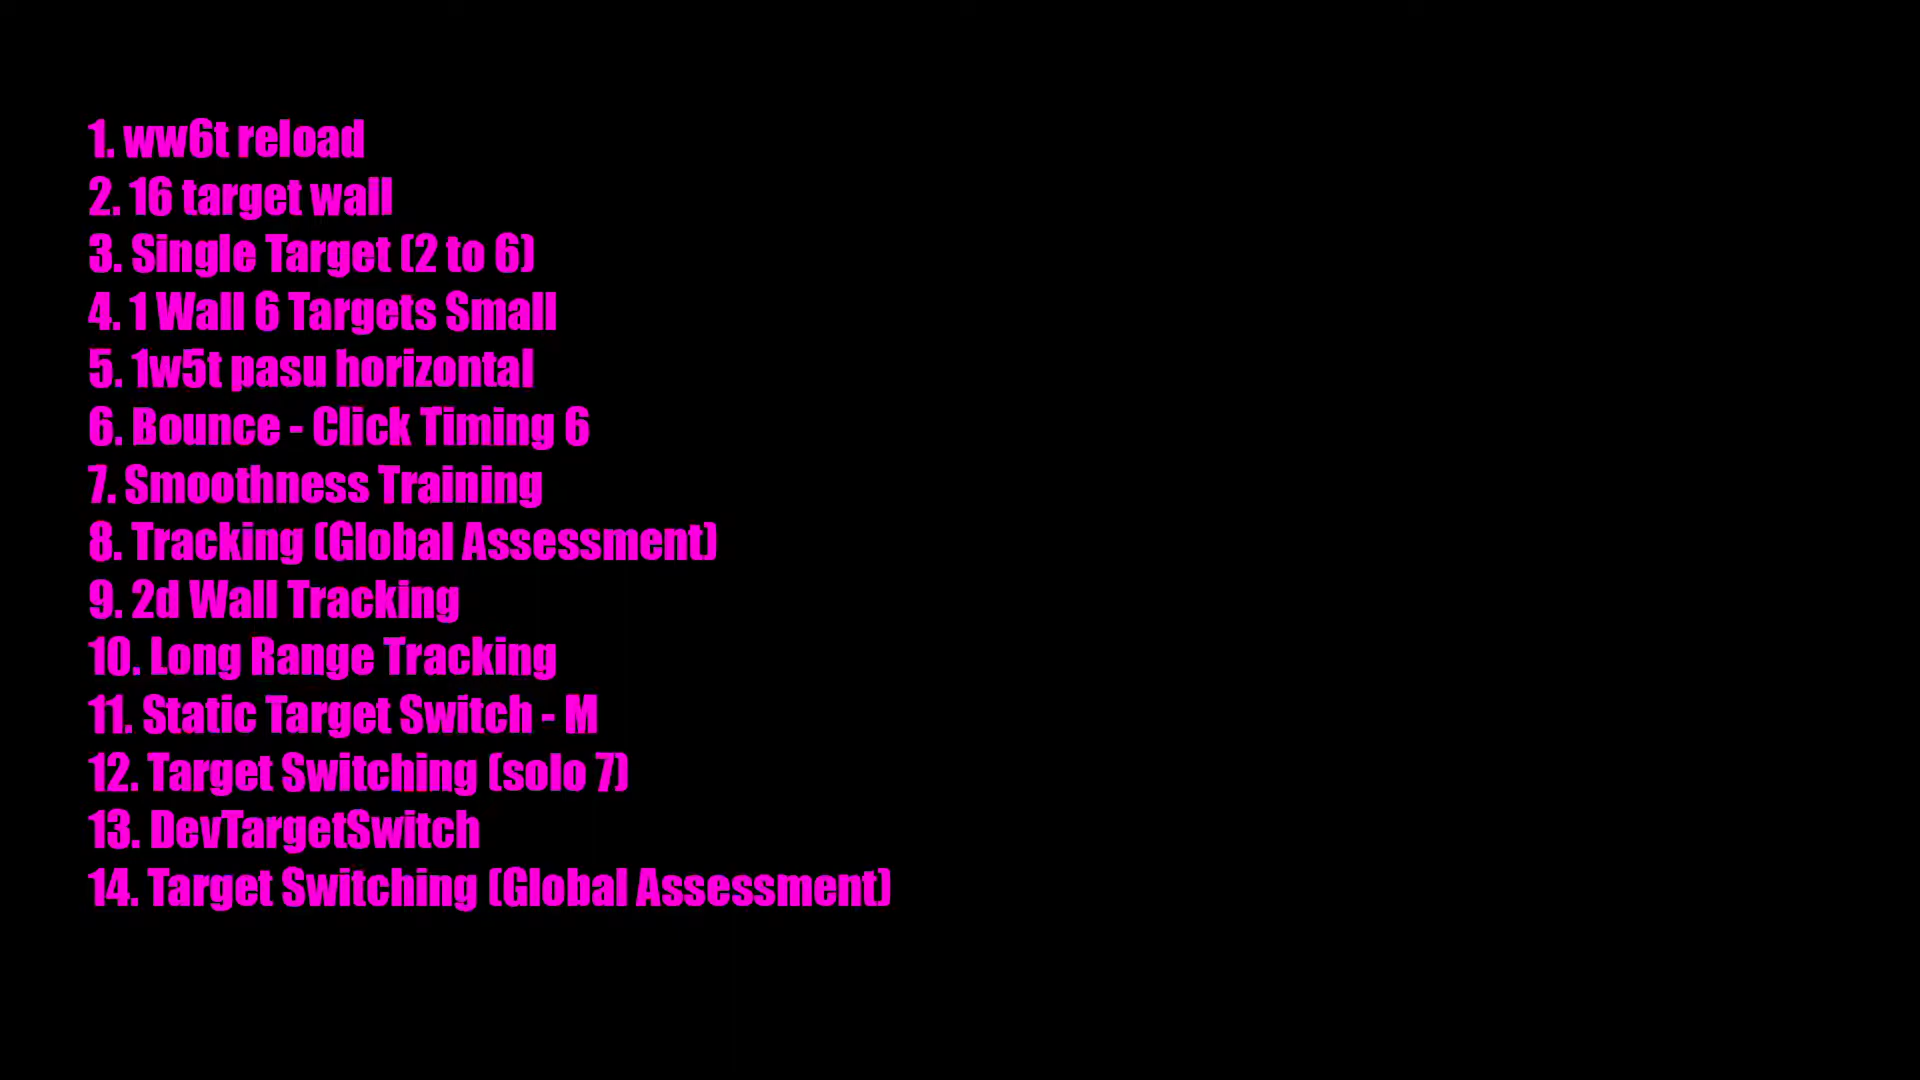 1. ww6t reload
2. 16 target wall
3. Single Target (2 to 6)
4. 1 Wall 6 Targets Small
5. 1w5t pasu horizontal
6. Bounce - Click Timing 6
7. Smoothness Training
8. Tracking (Global Assessment)
9. 2d Wall Tracking
10. Long Range Tracking
11. Static Target Switch - M
12. Target Switching (solo 7)
13. DevTargetSwitch
14. Target Switching (Global Assessment)